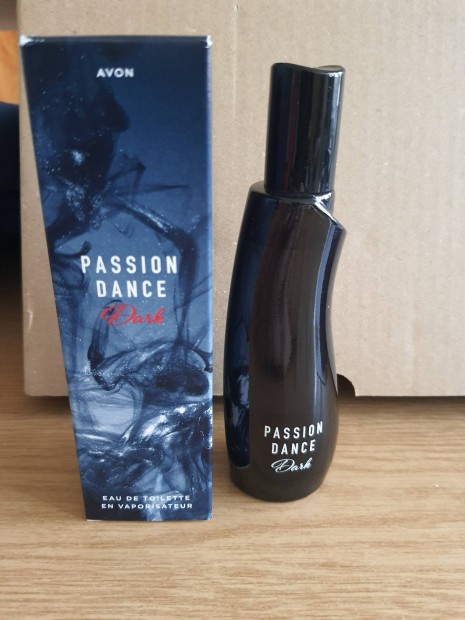 AVON
PASSION
DANCE
Dark
EAU DE TOILETTE
EN VAPORISATEUR
PASSION
DANCE
Dark